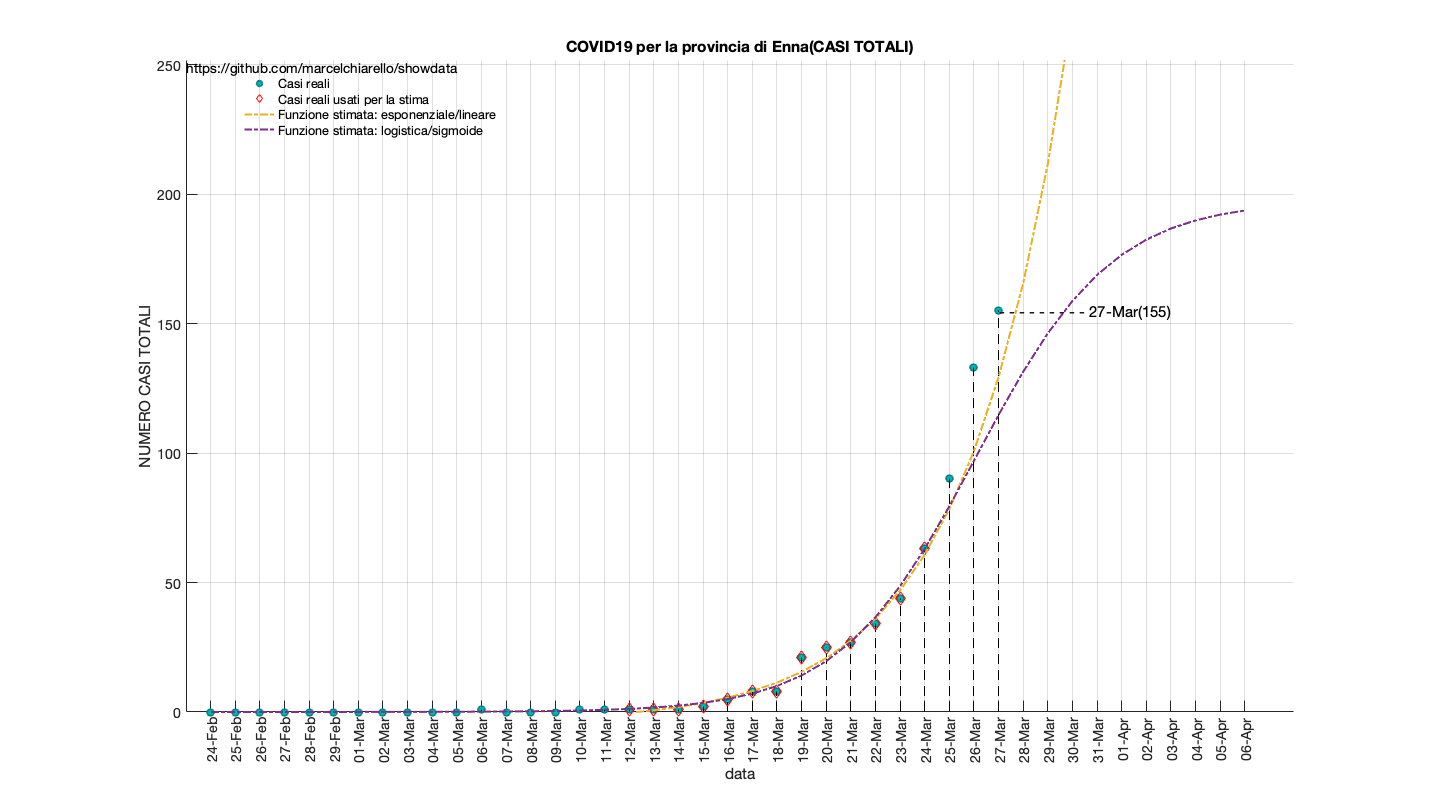 COVID19 per la provincia di Enna(CASI TOTALI)
https://github.com/marcelchiarello/showdata
Casi reali
Casi reali usati per la stima
Funzione stimata: esponenziale/lineare
Funzione stimata: logistica/sigmoide
NUMERO CASI TOTALI
250
200
150
100
50
0
27-Mar(155)
24-Feb
25-Feb
26-Feb
27-Feb
28-Feb
29-Feb
01-Mar
02-Mar
03-Mar
04-Mar
05-Mar
06-Mar
07-Mar
08-Mar
09-Mar
10-Mar
11-Mar
12-Mar
13-Mar
14-Mar
15-Mar
16-Mar
17-Mar
18-Mar
19-Mar
20-Mar
21-Mar
22-Mar
23-Mar
24-Mar
25-Mar
26-Mar
27-Mar
28-Mar
29-Mar
30-Mar
31-Mar
01-Apr
02-Apr
03-Apr
04-Apr
05-Apr
06-Apr
data